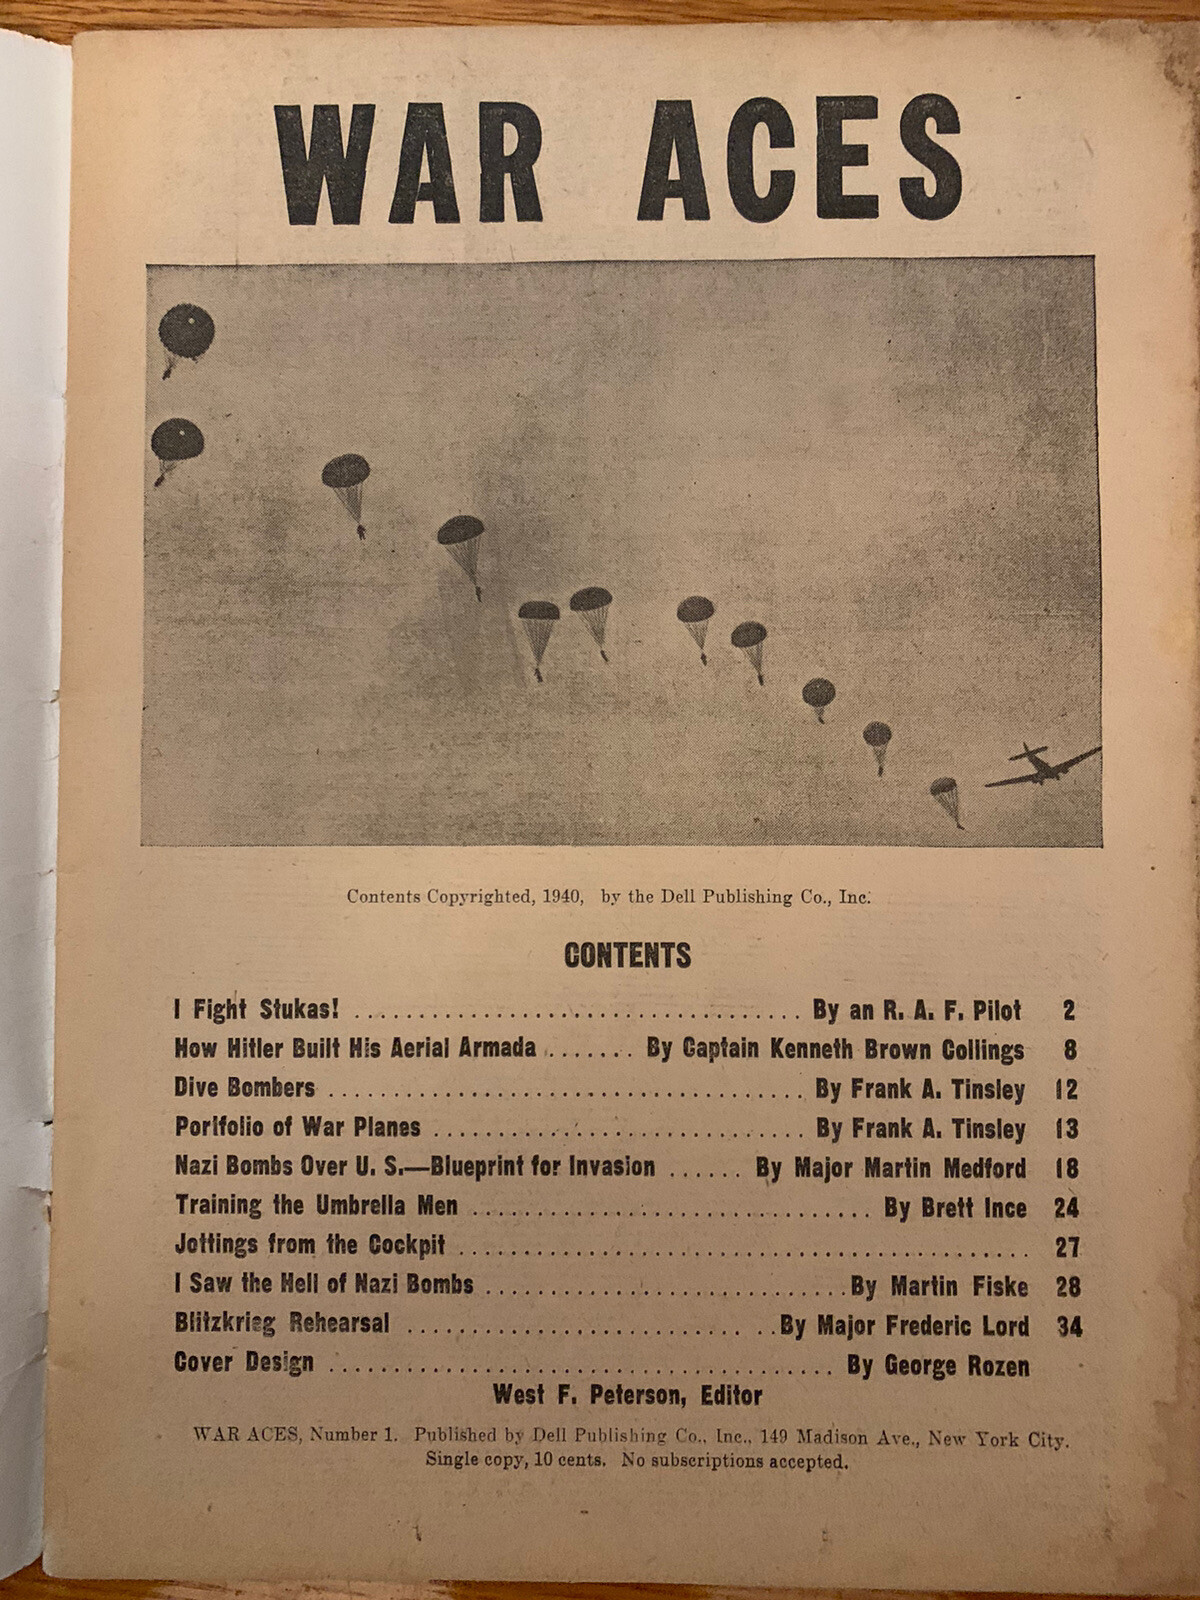 WAR ACES
Contents Copyrighted, 1940, by the Dell Publishing Co., Inc.
CONTENTS
I Fight Stukas! ................................... By an R. A. F. Pilot 2
How Hitler Built His Aerial Armada ....... By Captain Kenneth Brown Collings 8
Dive Bombers ..................................... By Frank A. Tinsley 12
Portfolio of War Planes ............................. By Frank A. Tinsley 13
Nazi Bombs Over U. S.—Blueprint for Invasion ...... By Major Martin Medford 18
Training the Umbrella Men ................................ By Brett Ince 24
Jottings from the Cockpit ............................................. 27
I Saw the Hell of Nazi Bombs ............................. By Martin Fiske 28
Blitzkrieg Rehearsal ............................. By Major Frederic Lord 34
Cover Design ........................................ By George Rozen
West F. Peterson, Editor
WAR ACES, Number 1. Published by Dell Publishing Co., Inc., 149 Madison Ave., New York City.
Single copy, 10 cents. No subscriptions accepted.